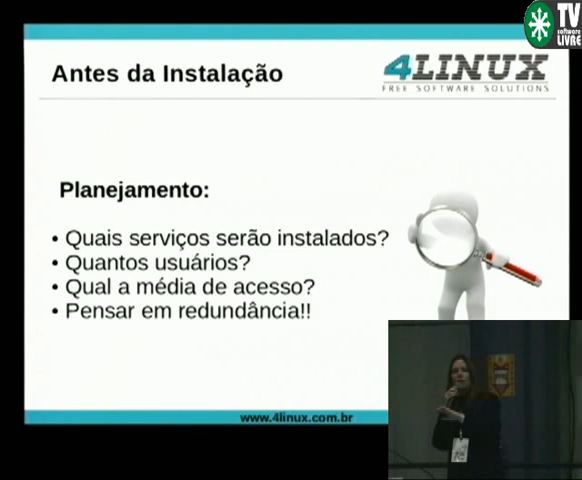 TV
software
LIVRE
Antes da Instalação
4LINUX
FREE SOFTWARE SOLUTIONS
Planejamento:
• Quais serviços serão instalados?
• Quantos usuários?
• Qual a média de acesso?
• Pensar em redundância!!
www.4linux.com.br